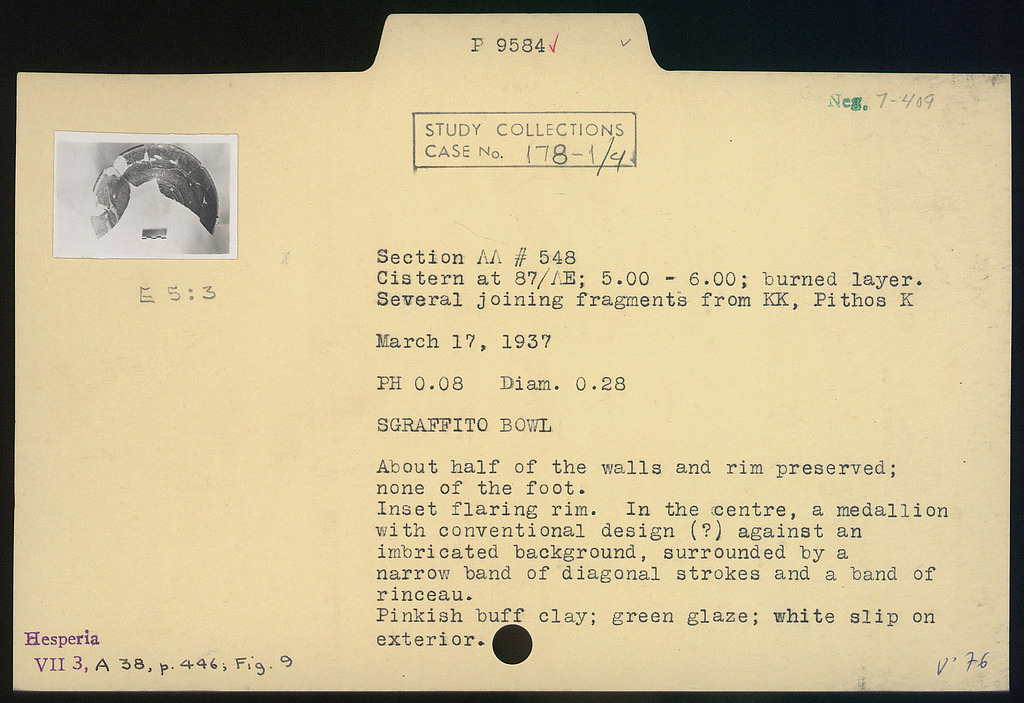 P 9584
Neg. 7-409
STUDY COLLECTIONS
CASE No. 178-1/4
Section AA # 548
Cistern at 87/ΛE; 5.00 - 6.00; burned layer.
Several joining fragments from KK, Pithos K
E 5:3
March 17, 1937
PH 0.08 Diam. 0.28
SGRAFFITO BOWL
About half of the walls and rim preserved;
none of the foot.
Inset flaring rim. In the centre, a medallion
with conventional design (?) against an
imbricated background, surrounded by a
narrow band of diagonal strokes and a band of
rinceau.
Pinkish buff clay; green glaze; white slip on
exterior.
Hesperia
VII 3, A 38, p. 446; Fig. 9
V' 76